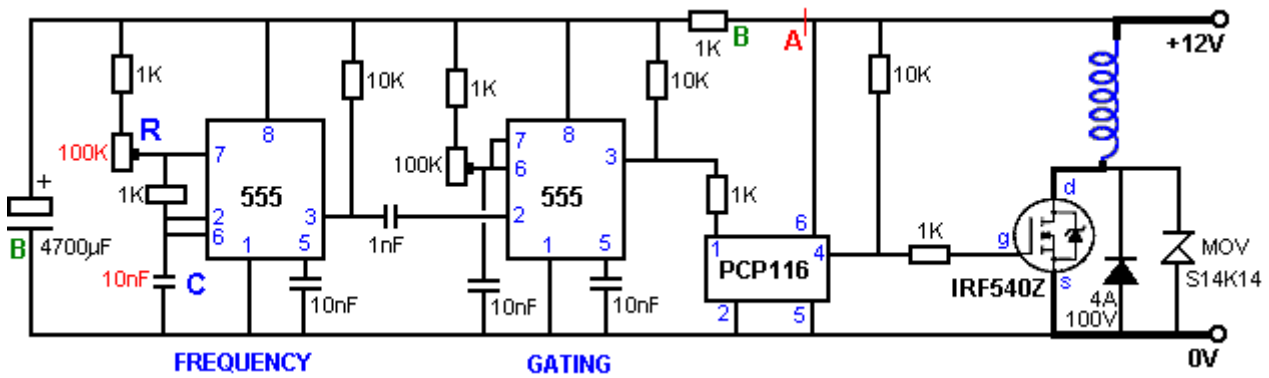 1K
B
A
+12V
1K
10K
1K
10K
10K
R
100K
7
8
1K
555
2
6
3
1
5
+
B
4700µF
10nF
C
10nF
1nF
100K
7
6
8
3
555
2
1
5
10nF
10nF
1K
1
6
4
PCP116
2
5
1K
g
d
s
IRF540Z
4A
100V
MOV
S14K14
FREQUENCY
GATING
0V